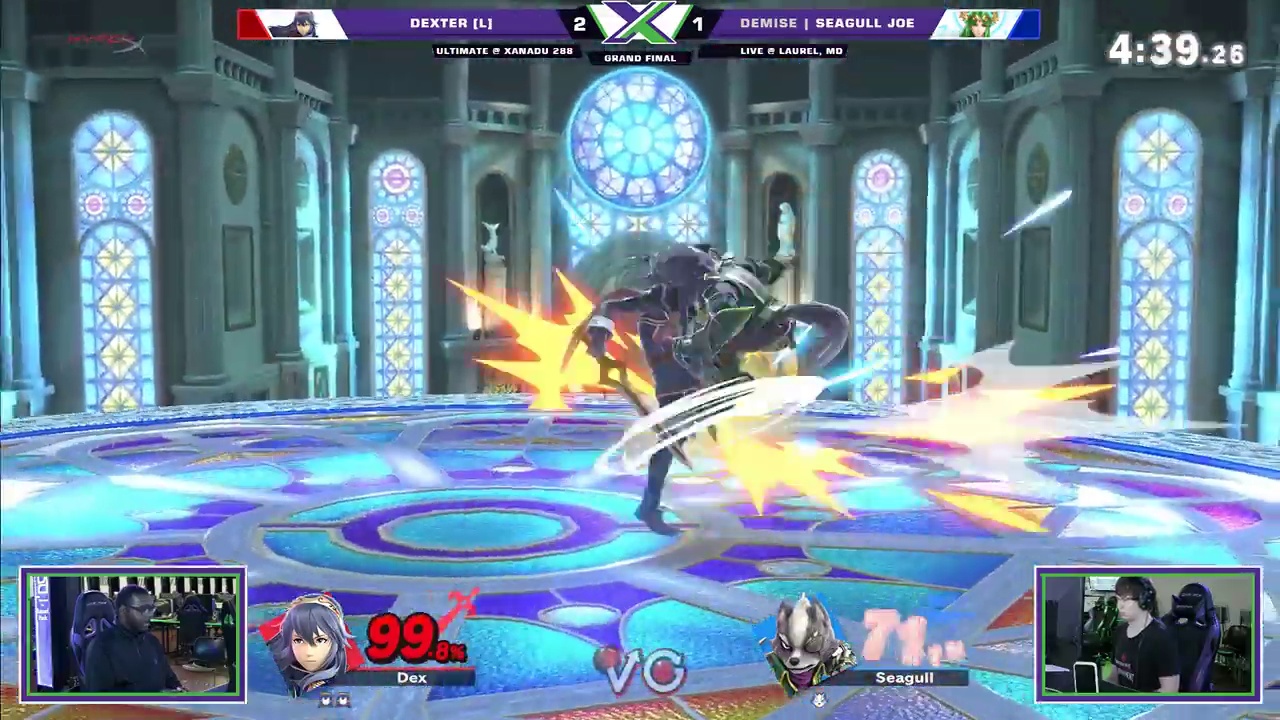 DEXTER [L] 2 1 DEMISE | SEAGULL JOE
ULTIMATE @ XANADU 288 GRAND FINAL LIVE @ LAUREL, MD
4:39.26
99.8%
Dex
VG
Seagull